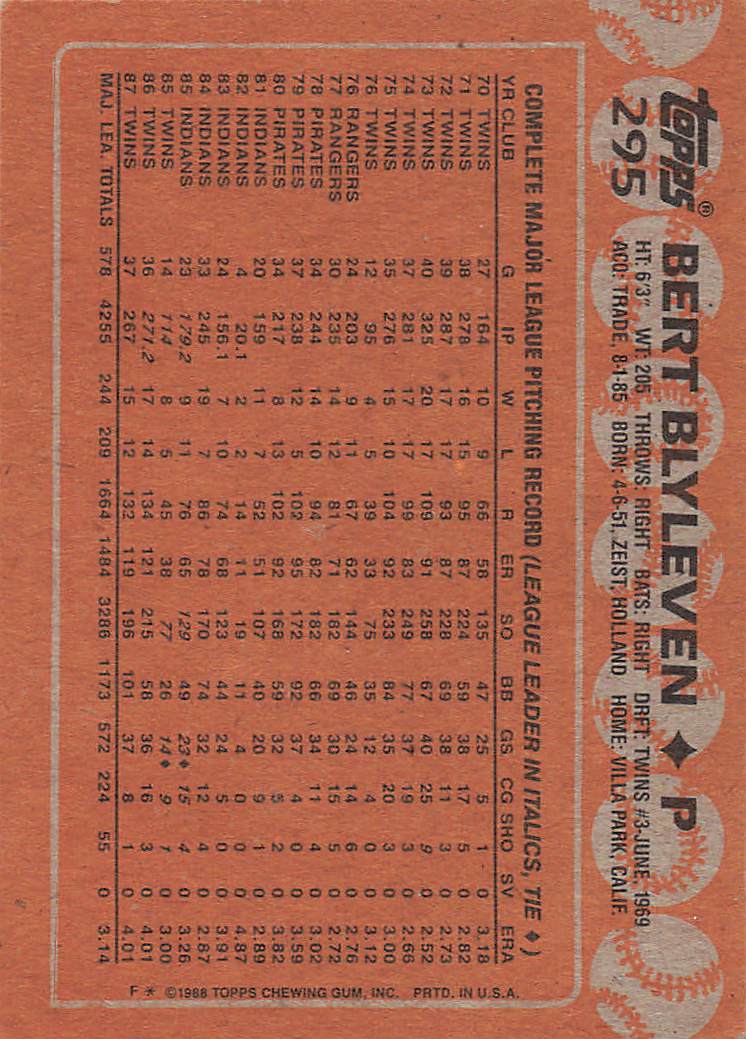 topps®
295
BERT BLYLEVEN ♦ P
HT: 6'3" WT: 205 THROWS: RIGHT BATS: RIGHT DRFT: TWINS #3-JUNE, 1969
ACQ: TRADE, 8-1-85 BORN: 4-6-51, ZEIST, HOLLAND HOME: VILLA PARK, CALIF.
COMPLETE MAJOR LEAGUE PITCHING RECORD (LEAGUE LEADER IN ITALICS, TIE ♦)
YR CLUB G IP W L R ER SO BB GS CG SHO SV ERA
70 TWINS 27 164 10 9 66 58 135 47 25 5 1 0 3.18
71 TWINS 38 278 16 15 95 87 224 59 38 17 5 0 2.82
72 TWINS 39 287 17 17 93 87 228 69 38 11 3 0 2.73
73 TWINS 40 325 20 17 109 91 258 67 40 25 9 0 2.52
74 TWINS 37 281 17 17 99 83 249 77 37 19 3 0 2.66
75 TWINS 35 276 15 10 104 92 233 84 35 20 3 0 3.00
76 TWINS 12 95 4 5 39 33 75 35 12 4 0 0 3.12
76 RANGERS 24 203 9 11 67 62 144 46 24 14 6 0 2.76
77 RANGERS 30 235 14 12 81 71 182 69 30 15 5 0 2.72
78 PIRATES 34 244 14 10 94 82 182 66 34 11 4 0 3.02
79 PIRATES 37 238 12 5 102 95 172 92 37 4 0 0 3.59
80 PIRATES 34 217 8 13 102 92 168 59 32 5 2 0 3.82
81 INDIANS 20 159 11 7 52 51 107 40 20 9 1 0 2.89
82 INDIANS 4 20.1 2 2 14 11 19 11 4 0 0 0 4.87
83 INDIANS 24 156.1 7 10 74 68 123 44 24 5 0 0 3.91
84 INDIANS 33 245 19 7 86 78 170 74 32 12 4 0 2.87
85 INDIANS 23 179.2 9 11 76 65 129 49 23♦ 15 4 0 3.26
85 TWINS 14 114 8 5 45 38 77 26 14♦ 9 1 0 3.00
86 TWINS 36 271.2 17 14 134 121 215 58 36 16 3 0 4.01
87 TWINS 37 267 15 12 132 119 196 101 37 8 1 0 4.01
MAJ. LEA. TOTALS 578 4255 244 209 1664 1484 3286 1173 572 224 55 0 3.14
F * ©1988 TOPPS CHEWING GUM, INC. PRTD. IN U.S.A.